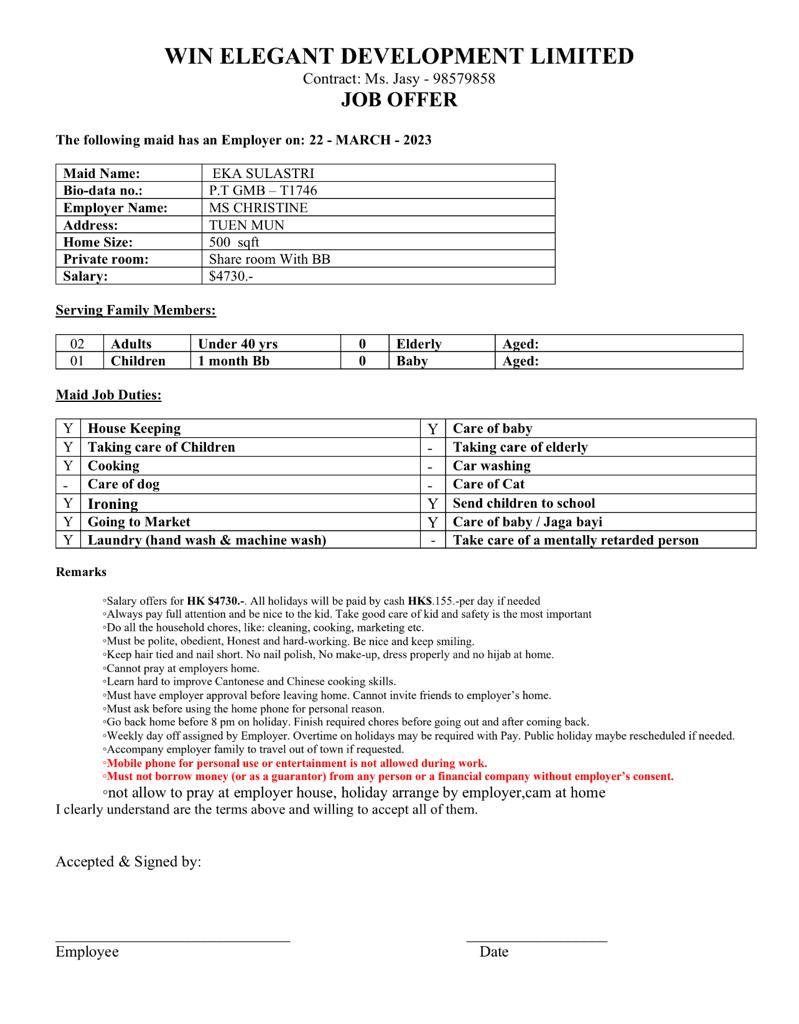 WIN ELEGANT DEVELOPMENT LIMITED
Contract: Ms. Jasy - 98579858
JOB OFFER
The following maid has an Employer on: 22 - MARCH - 2023
Maid Name: EKA SULASTRI
Bio-data no.: P.T GMB – T1746
Employer Name: MS CHRISTINE
Address: TUEN MUN
Home Size: 500 sqft
Private room: Share room With BB
Salary: $4730.-
Serving Family Members:
02 Adults Under 40 yrs 0 Elderly Aged:
01 Children 1 month Bb 0 Baby Aged:
Maid Job Duties:
Y House Keeping Y Care of baby
Y Taking care of Children - Taking care of elderly
Y Cooking - Car washing
- Care of dog - Care of Cat
Y Ironing Y Send children to school
Y Going to Market Y Care of baby / Jaga bayi
Y Laundry (hand wash & machine wash) - Take care of a mentally retarded person
Remarks
▫Salary offers for HK $4730.-. All holidays will be paid by cash HK$.155.-per day if needed
▫Always pay full attention and be nice to the kid. Take good care of kid and safety is the most important
▫Do all the household chores, like: cleaning, cooking, marketing etc.
▫Must be polite, obedient, Honest and hard-working. Be nice and keep smiling.
▫Keep hair tied and nail short. No nail polish, No make-up, dress properly and no hijab at home.
▫Cannot pray at employers home.
▫Learn hard to improve Cantonese and Chinese cooking skills.
▫Must have employer approval before leaving home. Cannot invite friends to employer’s home.
▫Must ask before using the home phone for personal reason.
▫Go back home before 8 pm on holiday. Finish required chores before going out and after coming back.
▫Weekly day off assigned by Employer. Overtime on holidays may be required with Pay. Public holiday maybe rescheduled if needed.
▫Accompany employer family to travel out of town if requested.
▫Mobile phone for personal use or entertainment is not allowed during work.
▫Must not borrow money (or as a guarantor) from any person or a financial company without employer’s consent.
▫not allow to pray at employer house, holiday arrange by employer,cam at home
I clearly understand are the terms above and willing to accept all of them.
Accepted & Signed by:
Employee Date